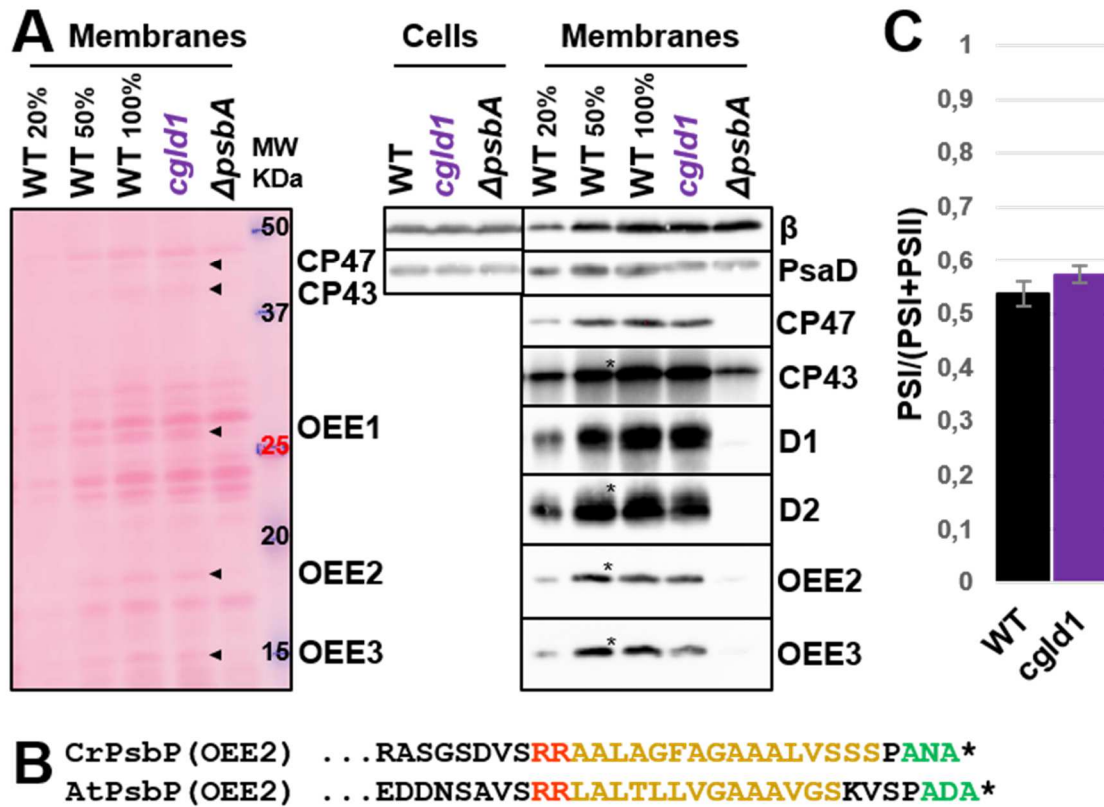 A
Membranes
Cells
Membranes
WT 20%
WT 50%
WT 100%
cgld1
ΔpsbA
MW
KDa
WT
cgld1
ΔpsbA
WT 20%
WT 50%
WT 100%
cgld1
ΔpsbA
50
37
25
20
15
CP47
CP43
OEE1
OEE2
OEE3
β
PsaD
CP47
* CP43
D1
* D2
* OEE2
* OEE3
C
PSI/(PSI+PSII)
1
0,9
0,8
0,7
0,6
0,5
0,4
0,3
0,2
0,1
0
WT
cgld1
B
CrPsbP(OEE2) ...RASGSDVSRRAALAGFAGAAALVSSSPANA*
AtPsbP(OEE2) ...EDDNSAVSRRLALTLLVGAAAVGSKVSPADA*